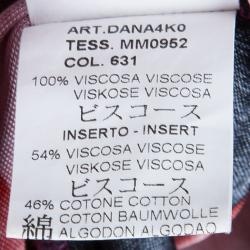 ART.DANA4K0
TESS. MM0952
COL. 631
100% VISCOSA VISCOSE
VISKOSE VISCOSA
ビスコース
INSERTO - INSERT
54% VISCOSA VISCOSE
VISKOSE VISCOSA
ビスコース
46% COTONE COTTON
COTON BAUMWOLLE
綿 ALGODON ALGODAO